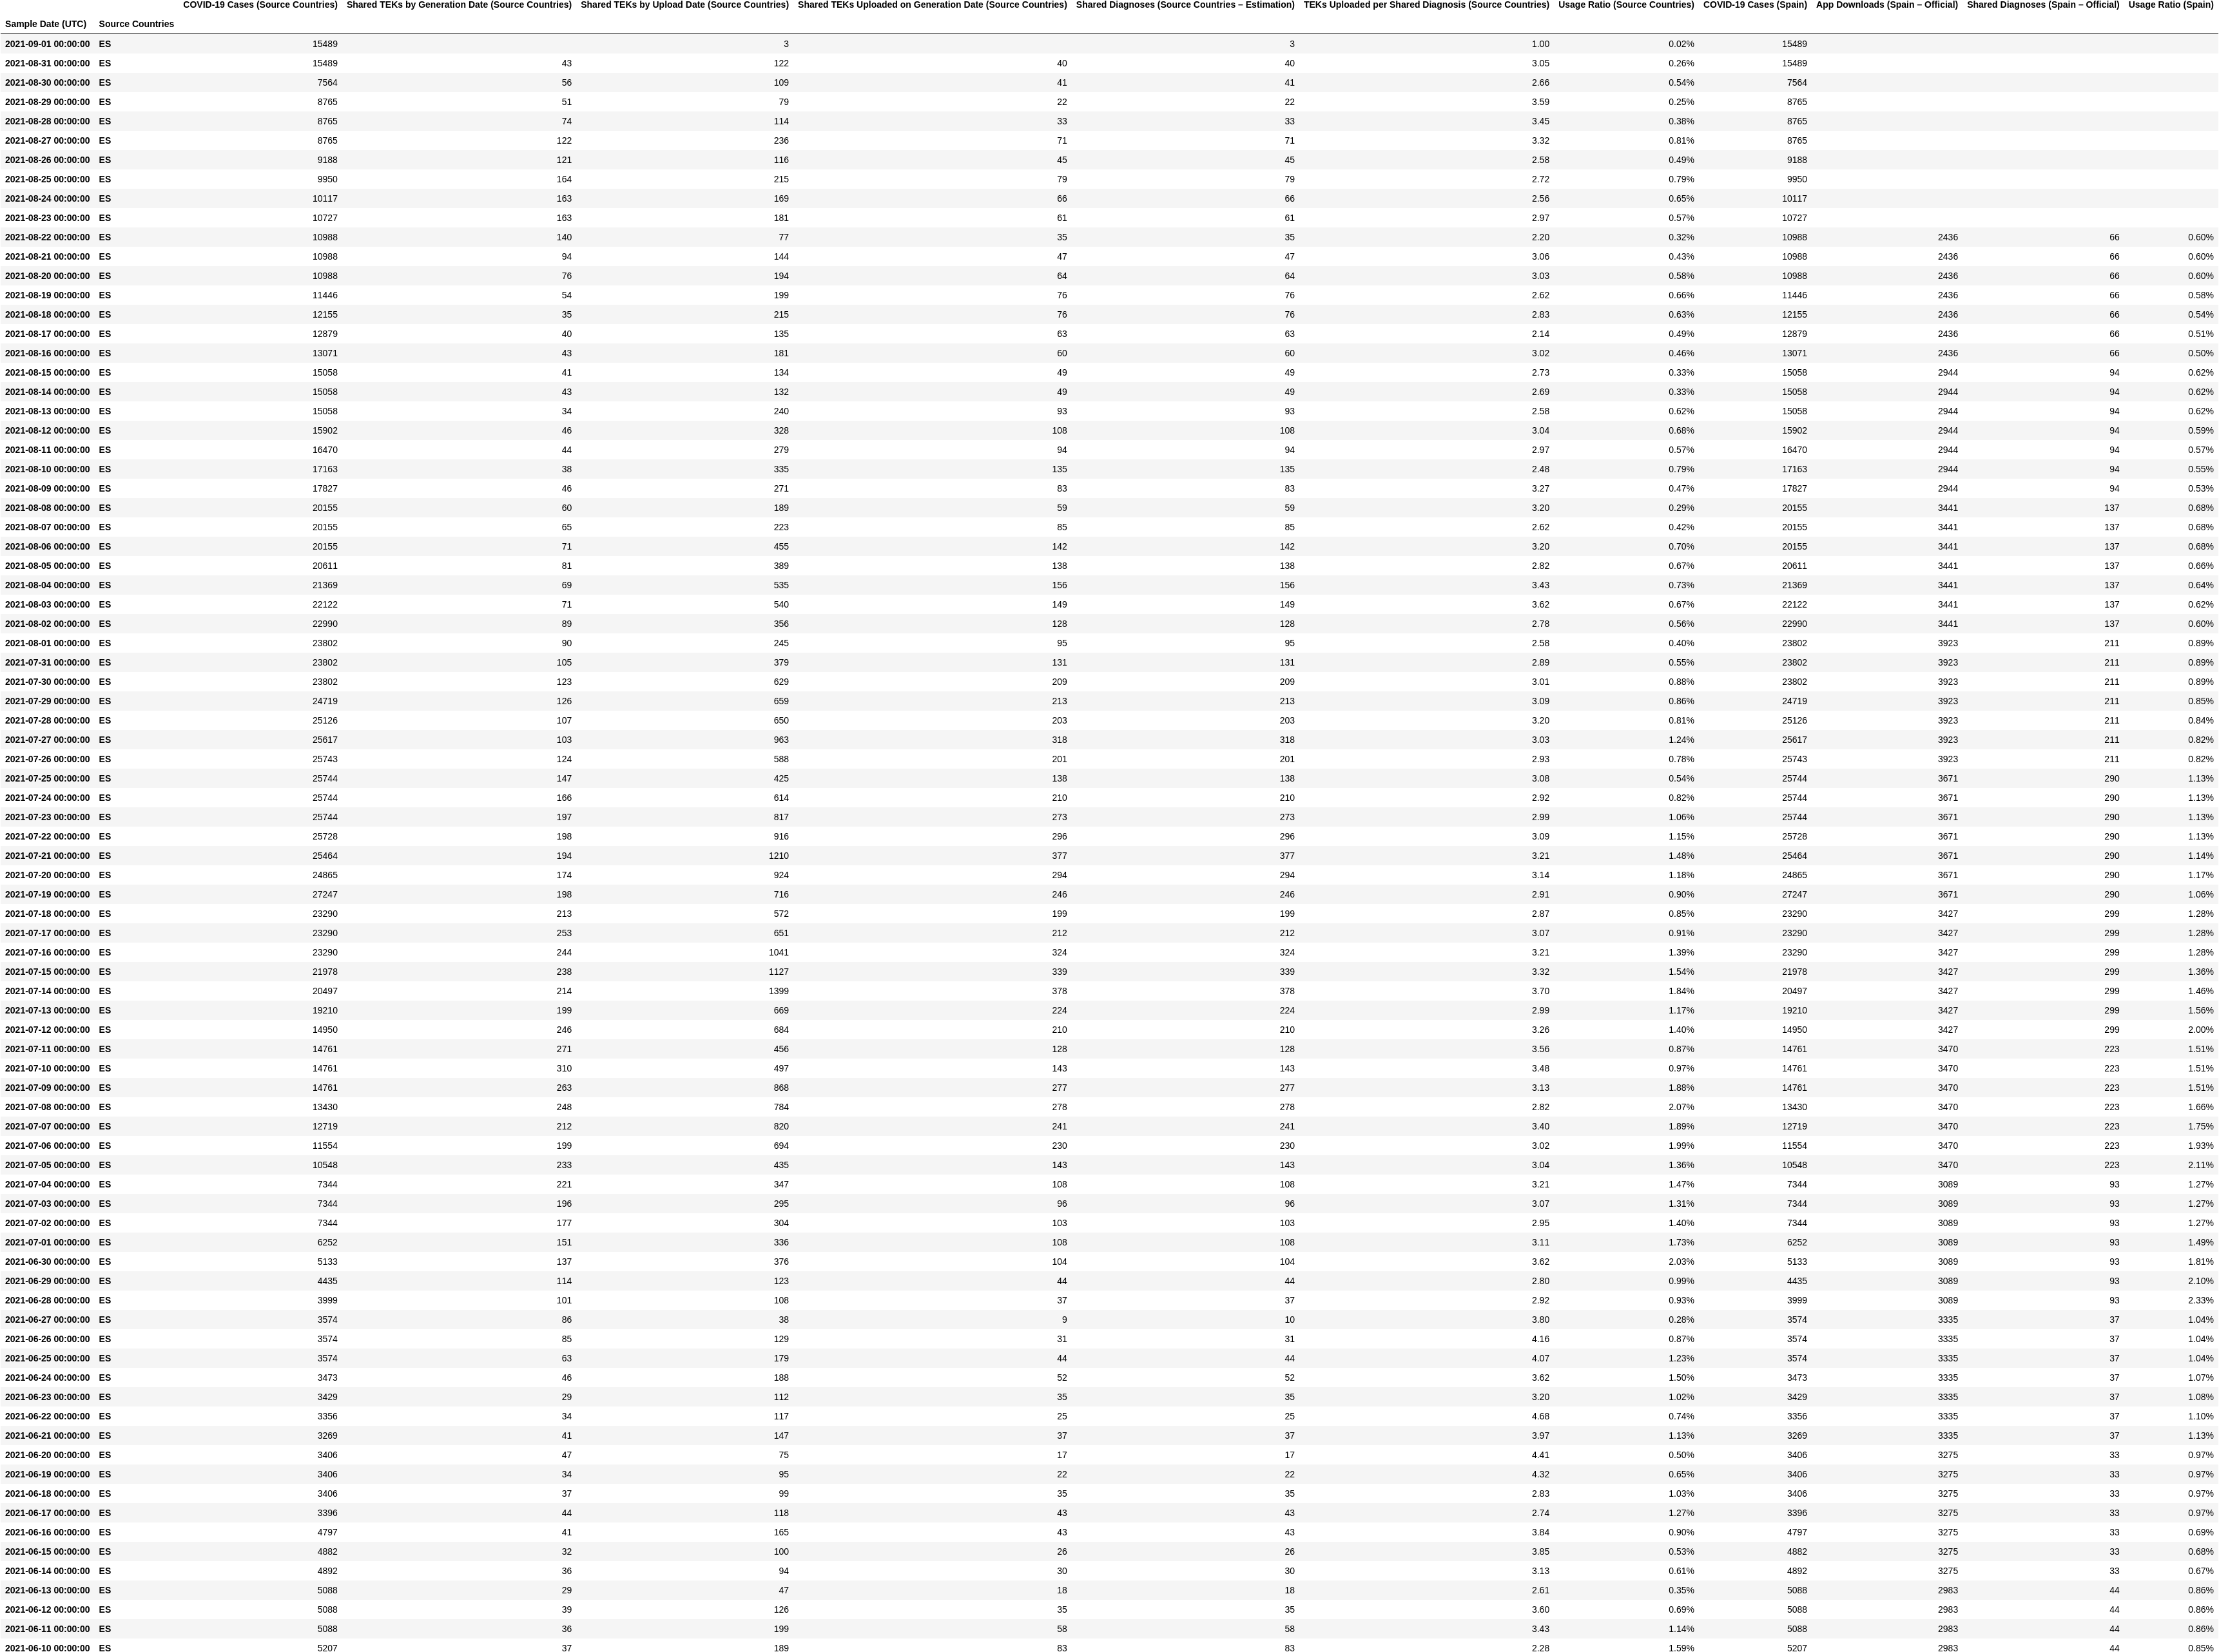 COVID-19 Cases (Source Countries) Shared TEKs by Generation Date (Source Countries) Shared TEKs by Upload Date (Source Countries) Shared TEKs Uploaded on Generation Date (Source Countries) Shared Diagnoses (Source Countries – Estimation) TEKs Uploaded per Shared Diagnosis (Source Countries) Usage Ratio (Source Countries) COVID-19 Cases (Spain) App Downloads (Spain – Official) Shared Diagnoses (Spain – Official) Usage Ratio (Spain)
Sample Date (UTC) Source Countries
2021-09-01 00:00:00 ES 15489 3 3 1.00 0.02% 15489
2021-08-31 00:00:00 ES 15489 43 122 40 40 3.05 0.26% 15489
2021-08-30 00:00:00 ES 7564 56 109 41 41 2.66 0.54% 7564
2021-08-29 00:00:00 ES 8765 51 79 22 22 3.59 0.25% 8765
2021-08-28 00:00:00 ES 8765 74 114 33 33 3.45 0.38% 8765
2021-08-27 00:00:00 ES 8765 122 236 71 71 3.32 0.81% 8765
2021-08-26 00:00:00 ES 9188 121 116 45 45 2.58 0.49% 9188
2021-08-25 00:00:00 ES 9950 164 215 79 79 2.72 0.79% 9950
2021-08-24 00:00:00 ES 10117 163 169 66 66 2.56 0.65% 10117
2021-08-23 00:00:00 ES 10727 163 181 61 61 2.97 0.57% 10727
2021-08-22 00:00:00 ES 10988 140 77 35 35 2.20 0.32% 10988 2436 66 0.60%
2021-08-21 00:00:00 ES 10988 94 144 47 47 3.06 0.43% 10988 2436 66 0.60%
2021-08-20 00:00:00 ES 10988 76 194 64 64 3.03 0.58% 10988 2436 66 0.60%
2021-08-19 00:00:00 ES 11446 54 199 76 76 2.62 0.66% 11446 2436 66 0.58%
2021-08-18 00:00:00 ES 12155 35 215 76 76 2.83 0.63% 12155 2436 66 0.54%
2021-08-17 00:00:00 ES 12879 40 135 63 63 2.14 0.49% 12879 2436 66 0.51%
2021-08-16 00:00:00 ES 13071 43 181 60 60 3.02 0.46% 13071 2436 66 0.50%
2021-08-15 00:00:00 ES 15058 41 134 49 49 2.73 0.33% 15058 2944 94 0.62%
2021-08-14 00:00:00 ES 15058 43 132 49 49 2.69 0.33% 15058 2944 94 0.62%
2021-08-13 00:00:00 ES 15058 34 240 93 93 2.58 0.62% 15058 2944 94 0.62%
2021-08-12 00:00:00 ES 15902 46 328 108 108 3.04 0.68% 15902 2944 94 0.59%
2021-08-11 00:00:00 ES 16470 44 279 94 94 2.97 0.57% 16470 2944 94 0.57%
2021-08-10 00:00:00 ES 17163 38 335 135 135 2.48 0.79% 17163 2944 94 0.55%
2021-08-09 00:00:00 ES 17827 46 271 83 83 3.27 0.47% 17827 2944 94 0.53%
2021-08-08 00:00:00 ES 20155 60 189 59 59 3.20 0.29% 20155 3441 137 0.68%
2021-08-07 00:00:00 ES 20155 65 223 85 85 2.62 0.42% 20155 3441 137 0.68%
2021-08-06 00:00:00 ES 20155 71 455 142 142 3.20 0.70% 20155 3441 137 0.68%
2021-08-05 00:00:00 ES 20611 81 389 138 138 2.82 0.67% 20611 3441 137 0.66%
2021-08-04 00:00:00 ES 21369 69 535 156 156 3.43 0.73% 21369 3441 137 0.64%
2021-08-03 00:00:00 ES 22122 71 540 149 149 3.62 0.67% 22122 3441 137 0.62%
2021-08-02 00:00:00 ES 22990 89 356 128 128 2.78 0.56% 22990 3441 137 0.60%
2021-08-01 00:00:00 ES 23802 90 245 95 95 2.58 0.40% 23802 3923 211 0.89%
2021-07-31 00:00:00 ES 23802 105 379 131 131 2.89 0.55% 23802 3923 211 0.89%
2021-07-30 00:00:00 ES 23802 123 629 209 209 3.01 0.88% 23802 3923 211 0.89%
2021-07-29 00:00:00 ES 24719 126 659 213 213 3.09 0.86% 24719 3923 211 0.85%
2021-07-28 00:00:00 ES 25126 107 650 203 203 3.20 0.81% 25126 3923 211 0.84%
2021-07-27 00:00:00 ES 25617 103 963 318 318 3.03 1.24% 25617 3923 211 0.82%
2021-07-26 00:00:00 ES 25743 124 588 201 201 2.93 0.78% 25743 3923 211 0.82%
2021-07-25 00:00:00 ES 25744 147 425 138 138 3.08 0.54% 25744 3671 290 1.13%
2021-07-24 00:00:00 ES 25744 166 614 210 210 2.92 0.82% 25744 3671 290 1.13%
2021-07-23 00:00:00 ES 25744 197 817 273 273 2.99 1.06% 25744 3671 290 1.13%
2021-07-22 00:00:00 ES 25728 198 916 296 296 3.09 1.15% 25728 3671 290 1.13%
2021-07-21 00:00:00 ES 25464 194 1210 377 377 3.21 1.48% 25464 3671 290 1.14%
2021-07-20 00:00:00 ES 24865 174 924 294 294 3.14 1.18% 24865 3671 290 1.17%
2021-07-19 00:00:00 ES 27247 198 716 246 246 2.91 0.90% 27247 3671 290 1.06%
2021-07-18 00:00:00 ES 23290 213 572 199 199 2.87 0.85% 23290 3427 299 1.28%
2021-07-17 00:00:00 ES 23290 253 651 212 212 3.07 0.91% 23290 3427 299 1.28%
2021-07-16 00:00:00 ES 23290 244 1041 324 324 3.21 1.39% 23290 3427 299 1.28%
2021-07-15 00:00:00 ES 21978 238 1127 339 339 3.32 1.54% 21978 3427 299 1.36%
2021-07-14 00:00:00 ES 20497 214 1399 378 378 3.70 1.84% 20497 3427 299 1.46%
2021-07-13 00:00:00 ES 19210 199 669 224 224 2.99 1.17% 19210 3427 299 1.56%
2021-07-12 00:00:00 ES 14950 246 684 210 210 3.26 1.40% 14950 3427 299 2.00%
2021-07-11 00:00:00 ES 14761 271 456 128 128 3.56 0.87% 14761 3470 223 1.51%
2021-07-10 00:00:00 ES 14761 310 497 143 143 3.48 0.97% 14761 3470 223 1.51%
2021-07-09 00:00:00 ES 14761 263 868 277 277 3.13 1.88% 14761 3470 223 1.51%
2021-07-08 00:00:00 ES 13430 248 784 278 278 2.82 2.07% 13430 3470 223 1.66%
2021-07-07 00:00:00 ES 12719 212 820 241 241 3.40 1.89% 12719 3470 223 1.75%
2021-07-06 00:00:00 ES 11554 199 694 230 230 3.02 1.99% 11554 3470 223 1.93%
2021-07-05 00:00:00 ES 10548 233 435 143 143 3.04 1.36% 10548 3470 223 2.11%
2021-07-04 00:00:00 ES 7344 221 347 108 108 3.21 1.47% 7344 3089 93 1.27%
2021-07-03 00:00:00 ES 7344 196 295 96 96 3.07 1.31% 7344 3089 93 1.27%
2021-07-02 00:00:00 ES 7344 177 304 103 103 2.95 1.40% 7344 3089 93 1.27%
2021-07-01 00:00:00 ES 6252 151 336 108 108 3.11 1.73% 6252 3089 93 1.49%
2021-06-30 00:00:00 ES 5133 137 376 104 104 3.62 2.03% 5133 3089 93 1.81%
2021-06-29 00:00:00 ES 4435 114 123 44 44 2.80 0.99% 4435 3089 93 2.10%
2021-06-28 00:00:00 ES 3999 101 108 37 37 2.92 0.93% 3999 3089 93 2.33%
2021-06-27 00:00:00 ES 3574 86 38 9 10 3.80 0.28% 3574 3335 37 1.04%
2021-06-26 00:00:00 ES 3574 85 129 31 31 4.16 0.87% 3574 3335 37 1.04%
2021-06-25 00:00:00 ES 3574 63 179 44 44 4.07 1.23% 3574 3335 37 1.04%
2021-06-24 00:00:00 ES 3473 46 188 52 52 3.62 1.50% 3473 3335 37 1.07%
2021-06-23 00:00:00 ES 3429 29 112 35 35 3.20 1.02% 3429 3335 37 1.08%
2021-06-22 00:00:00 ES 3356 34 117 25 25 4.68 0.74% 3356 3335 37 1.10%
2021-06-21 00:00:00 ES 3269 41 147 37 37 3.97 1.13% 3269 3335 37 1.13%
2021-06-20 00:00:00 ES 3406 47 75 17 17 4.41 0.50% 3406 3275 33 0.97%
2021-06-19 00:00:00 ES 3406 34 95 22 22 4.32 0.65% 3406 3275 33 0.97%
2021-06-18 00:00:00 ES 3406 37 99 35 35 2.83 1.03% 3406 3275 33 0.97%
2021-06-17 00:00:00 ES 3396 44 118 43 43 2.74 1.27% 3396 3275 33 0.97%
2021-06-16 00:00:00 ES 4797 41 165 43 43 3.84 0.90% 4797 3275 33 0.69%
2021-06-15 00:00:00 ES 4882 32 100 26 26 3.85 0.53% 4882 3275 33 0.68%
2021-06-14 00:00:00 ES 4892 36 94 30 30 3.13 0.61% 4892 3275 33 0.67%
2021-06-13 00:00:00 ES 5088 29 47 18 18 2.61 0.35% 5088 2983 44 0.86%
2021-06-12 00:00:00 ES 5088 39 126 35 35 3.60 0.69% 5088 2983 44 0.86%
2021-06-11 00:00:00 ES 5088 36 199 58 58 3.43 1.14% 5088 2983 44 0.86%
2021-06-10 00:00:00 ES 5207 37 189 83 83 2.28 1.59% 5207 2983 44 0.85%